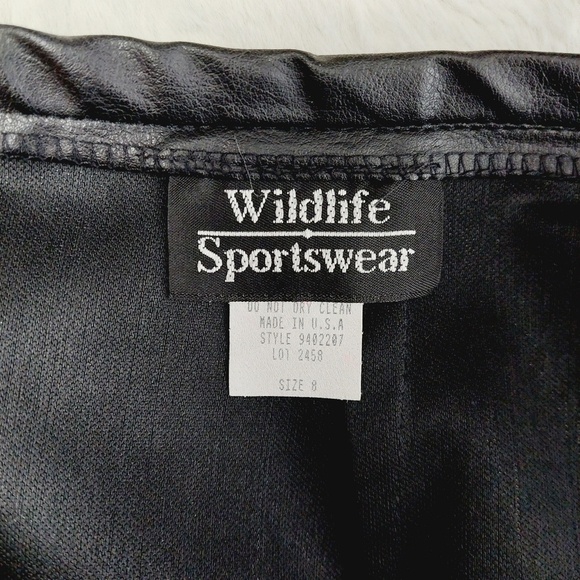 Wildlife
Sportswear
DO NOT DRY CLEAN
MADE IN U.S.A
STYLE 9402207
LOT 2458
SIZE 8